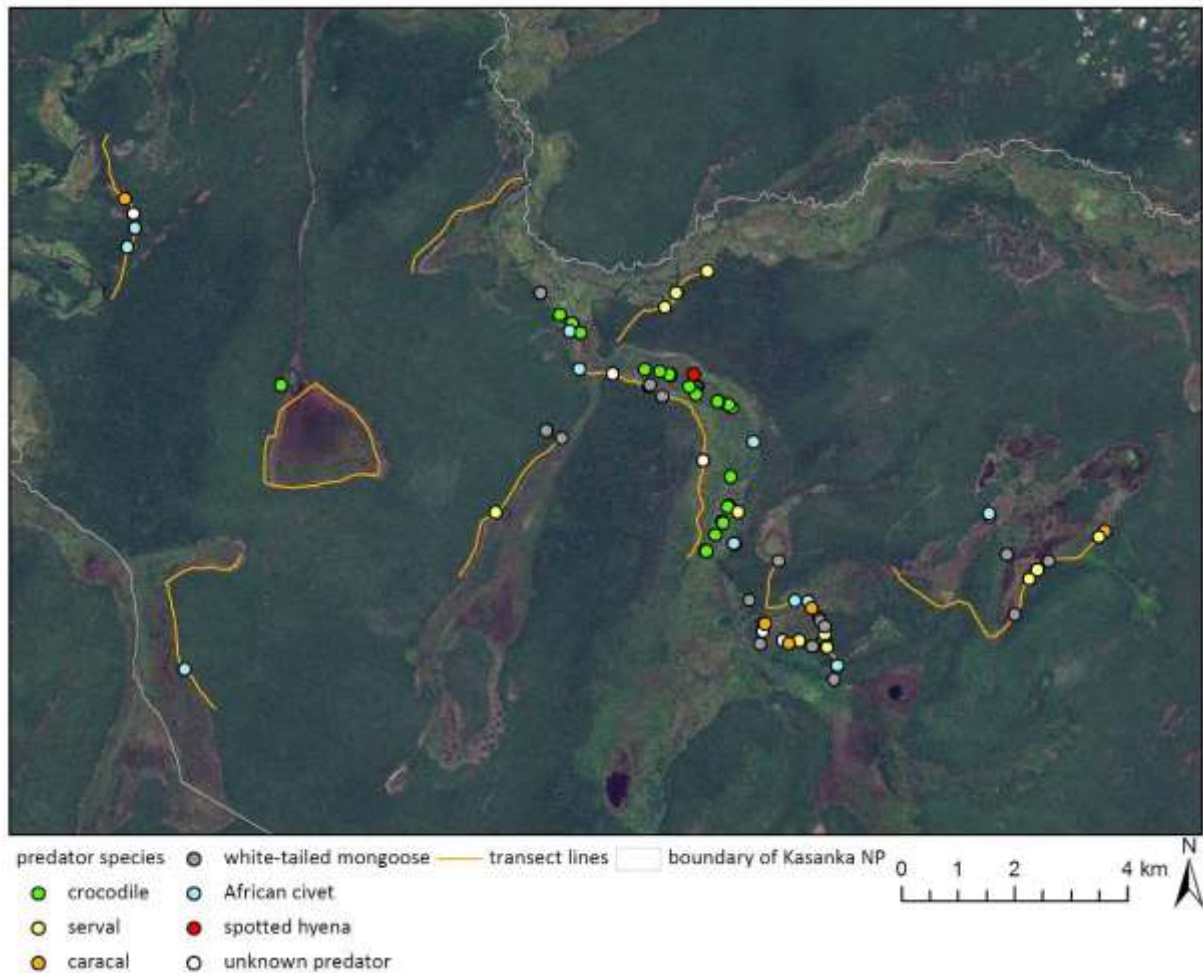 predator species white-tailed mongoose transect lines boundary of Kasanka NP
crocodile African civet
serval spotted hyena
caracal unknown predator
N
0 1 2 4 km